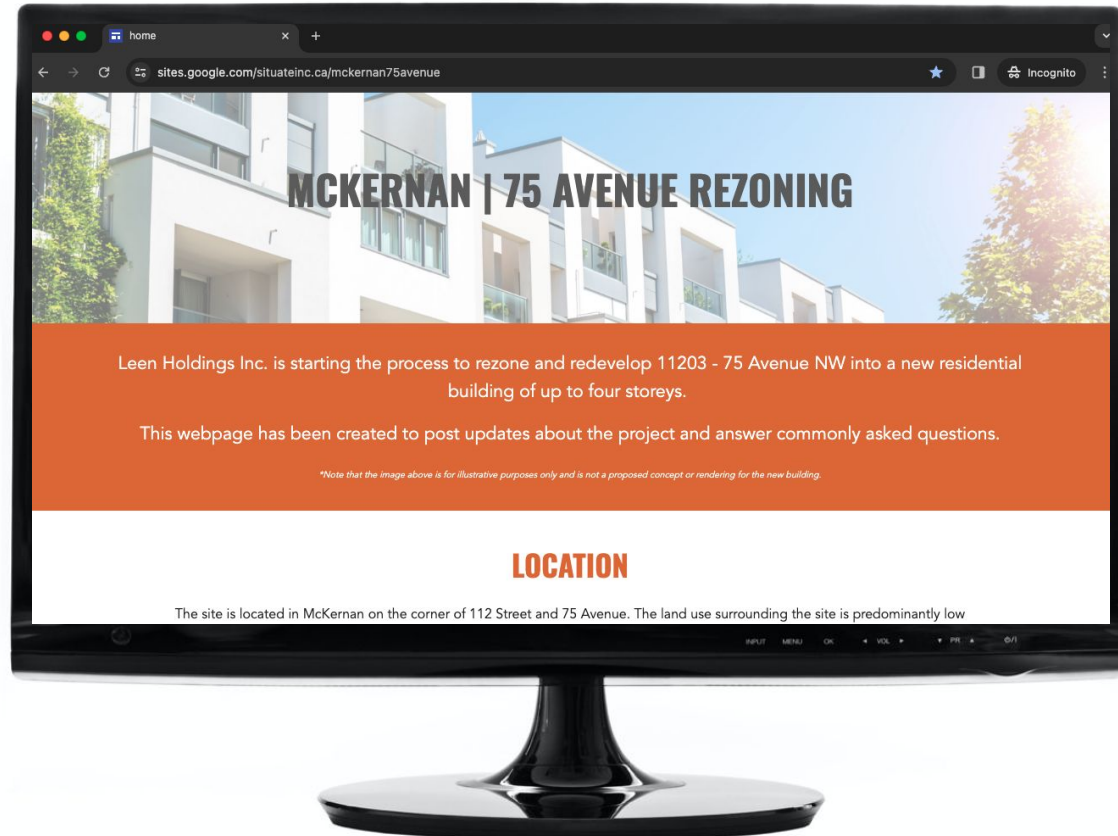 home
sites.google.com/situateinc.ca/mckernan75avenue
Incognito
MCKERNAN | 75 AVENUE REZONING
Leen Holdings Inc. is starting the process to rezone and redevelop 11203 - 75 Avenue NW into a new residential
building of up to four storeys.
This webpage has been created to post updates about the project and answer commonly asked questions.
*Note that the image above is for illustrative purposes only and is not a proposed concept or rendering for the new building.
LOCATION
The site is located in McKernan on the corner of 112 Street and 75 Avenue. The land use surrounding the site is predominantly low
INPUT MENU OK ◄ VOL ► ▼ PR ▲ ⏻/I